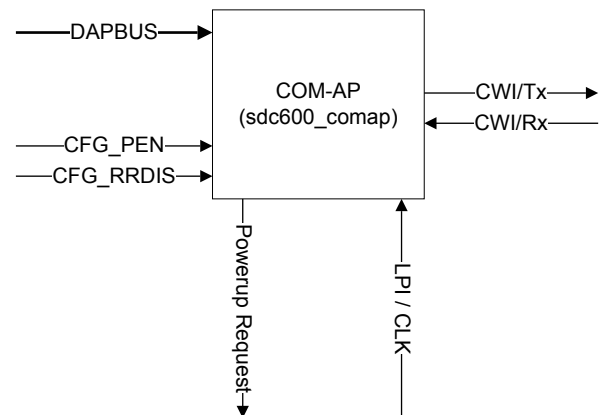 DAPBUS
COM-AP
(sdc600_comap)
CWI/Tx
CWI/Rx
CFG_PEN
CFG_RRDIS
Powerup Request
LPI / CLK